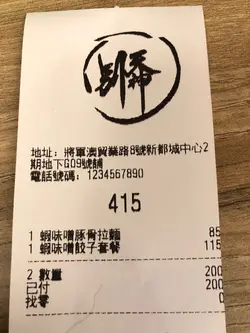 地址: 將軍澳貿業路8號新都城中心2
期地下G09號舖
電話號碼: 1234567890
415
1 蝦味噌豚骨拉麵 85
1 蝦味噌餃子套餐 115
2 數量 200
已付 200
找零 0